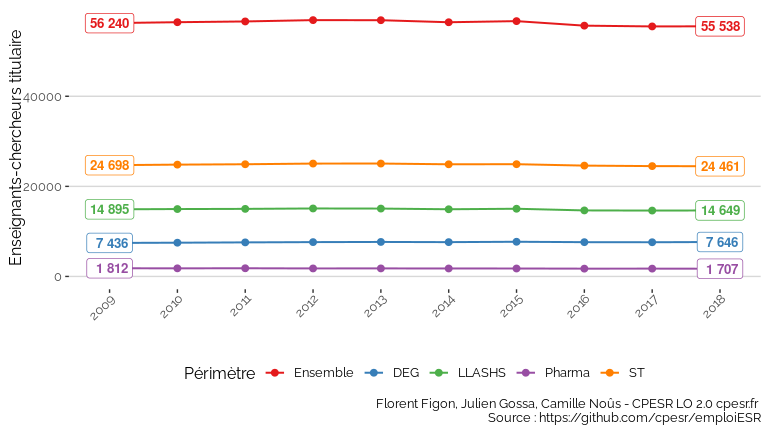 Enseignants-chercheurs titulaire
56 240
55 538
40000
24 698
24 461
20000
14 895
14 649
7 436
7 646
1 812
1 707
0
2009 2010 2011 2012 2013 2014 2015 2016 2017 2018
Périmètre Ensemble DEG LLASHS Pharma ST
Florent Figon, Julien Gossa, Camille Noûs - CPESR LO 2.0 cpesr.fr
Source : https://github.com/cpesr/emploiESR